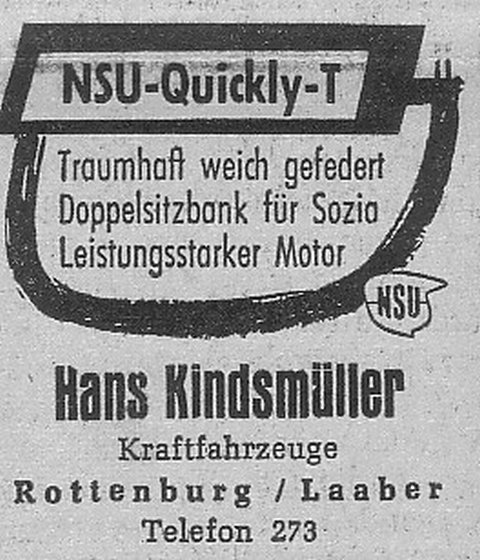 NSU-Quickly-T
Traumhaft weich gefedert
Doppelsitzbank für Sozia
Leistungsstarker Motor
NSU
Hans Kindsmüller
Kraftfahrzeuge
Rottenburg / Laaber
Telefon 273